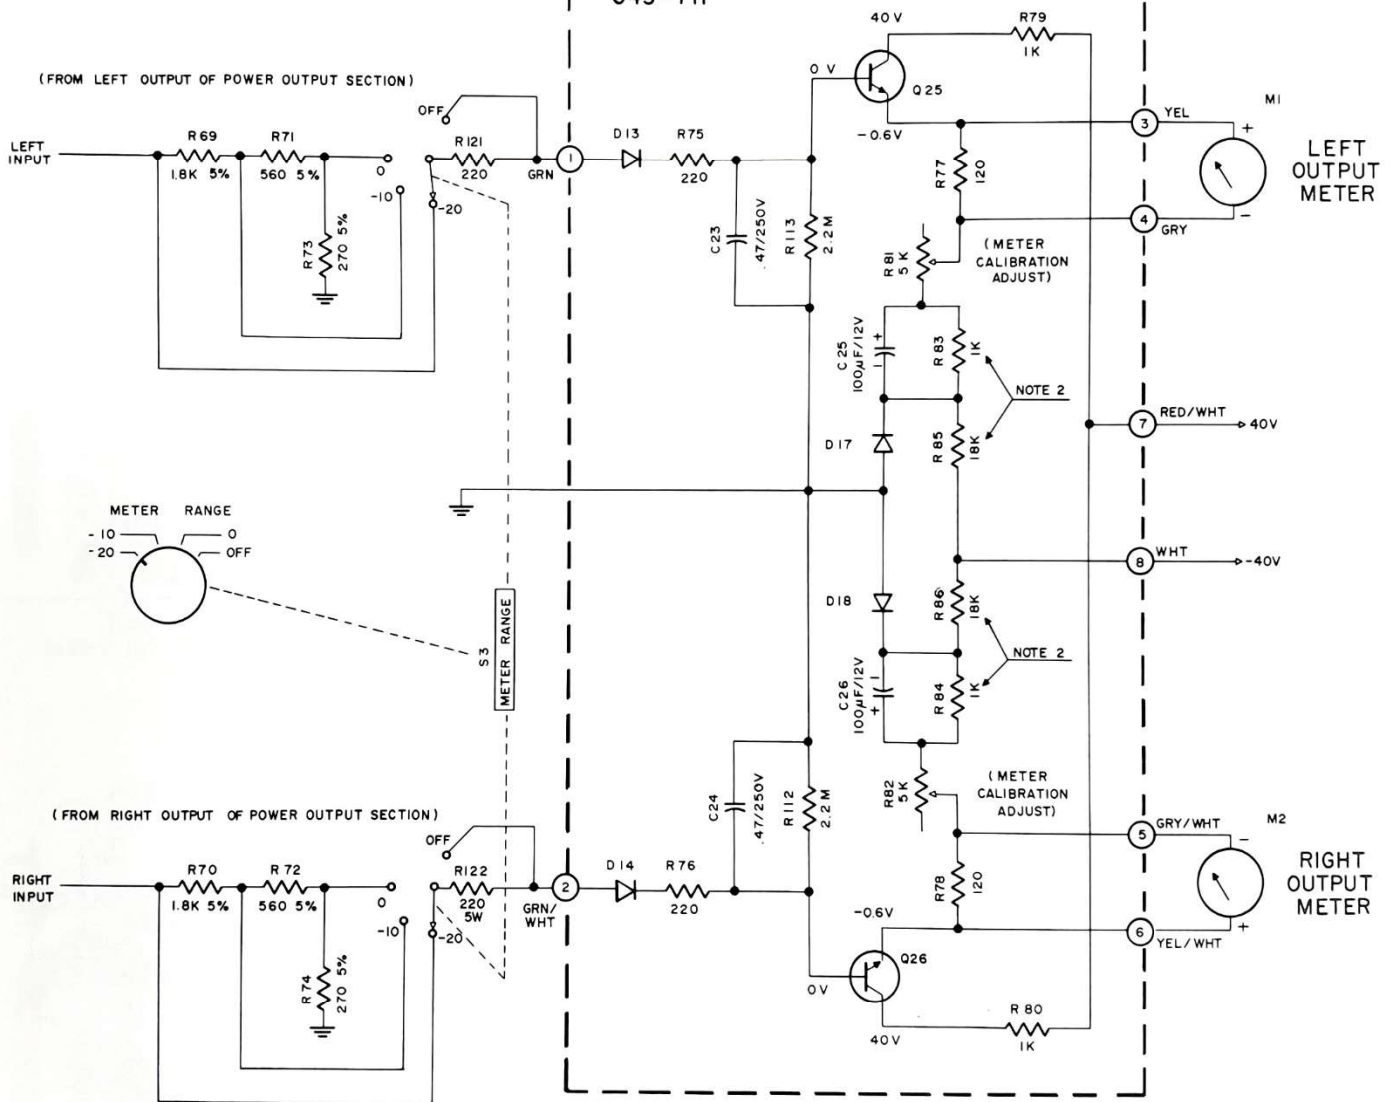 40V
R79
1K
(FROM LEFT OUTPUT OF POWER OUTPUT SECTION)
0 V
Q25
OFF
-0.6V
3
YEL
M1
+
LEFT
INPUT
R69
1.8K 5%
R71
560 5%
0
-10
-20
R121
220
GRN
1
D13
R75
220
R77
120
LEFT
OUTPUT
METER
-
4
GRY
R73
270 5%
C23
.47/250V
R113
2.2M
R81
5K
(METER
CALIBRATION
ADJUST)
C25
100µF/12V
+
-
R83
1K
NOTE 2
7
RED/WHT
40V
D17
R85
18K
METER RANGE
-10
0
-20
OFF
8
WHT
-40V
S3
METER RANGE
D18
R86
18K
NOTE 2
C26
100µF/12V
-
+
R84
1K
R82
5K
(METER
CALIBRATION
ADJUST)
C24
.47/250V
R112
2.2M
(FROM RIGHT OUTPUT OF POWER OUTPUT SECTION)
OFF
5
GRY/WHT
-
M2
RIGHT
INPUT
R70
1.8K 5%
R72
560 5%
0
-10
-20
R122
220
5W
2
GRN/
WHT
D14
R76
220
R78
120
RIGHT
OUTPUT
METER
+
6
YEL/WHT
-0.6V
R74
270 5%
Q26
0V
40V
R80
1K